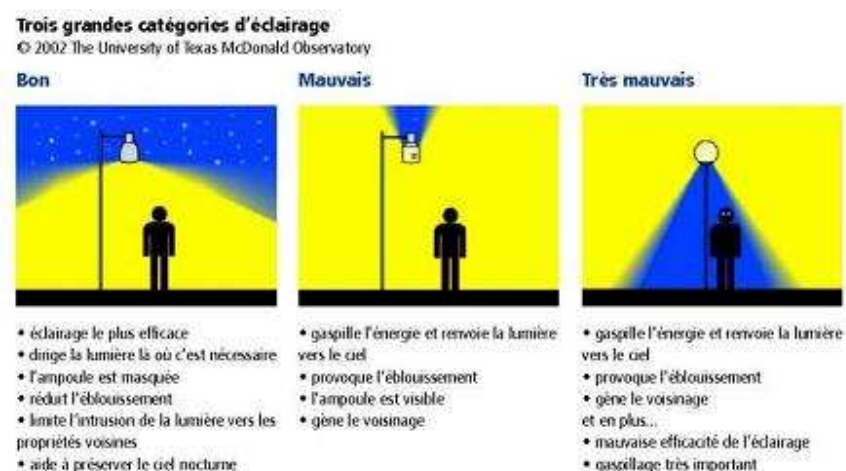 Trois grandes catégories d'éclairage
© 2002 The University of Texas McDonald Observatory
Bon
• éclairage le plus efficace
• dirige la lumière là où c'est nécessaire
• l'ampoule est masquée
• réduit l'éblouissement
• limite l'intrusion de la lumière vers les
propriétés voisines
• aide à préserver le ciel nocturne
Mauvais
• gaspille l'énergie et renvoie la lumière
vers le ciel
• provoque l'éblouissement
• l'ampoule est visible
• gène le voisinage
Très mauvais
• gaspille l'énergie et renvoie la lumière
vers le ciel
• provoque l'éblouissement
• gène le voisinage
et en plus...
• mauvaise efficacité de l'éclairage
• gaspillage très important